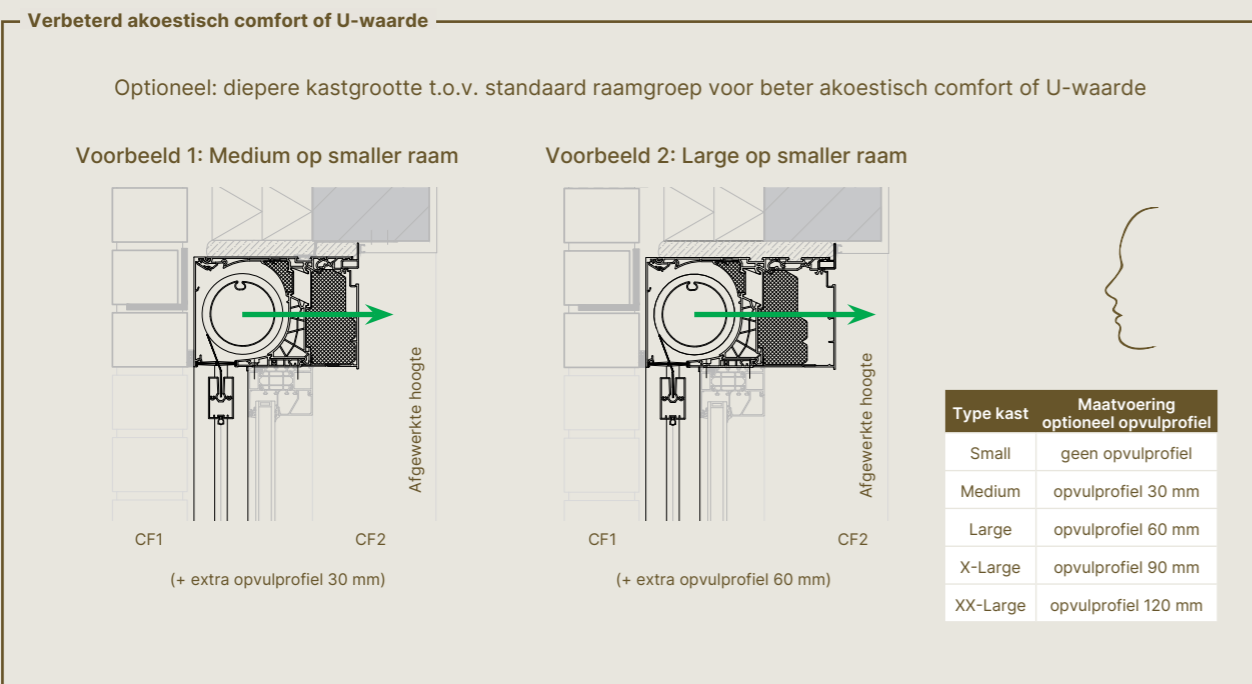 Verbeterd akoestisch comfort of U-waarde
Optioneel: diepere kastgrootte t.o.v. standaard raamgroep voor beter akoestisch comfort of U-waarde
Voorbeeld 1: Medium op smaller raam
Afgewerkte hoogte
CF1
CF2
(+ extra opvulprofiel 30 mm)
Voorbeeld 2: Large op smaller raam
Afgewerkte hoogte
CF1
CF2
(+ extra opvulprofiel 60 mm)
Type kast
Maatvoering
optioneel opvulprofiel
Small
geen opvulprofiel
Medium
opvulprofiel 30 mm
Large
opvulprofiel 60 mm
X-Large
opvulprofiel 90 mm
XX-Large
opvulprofiel 120 mm